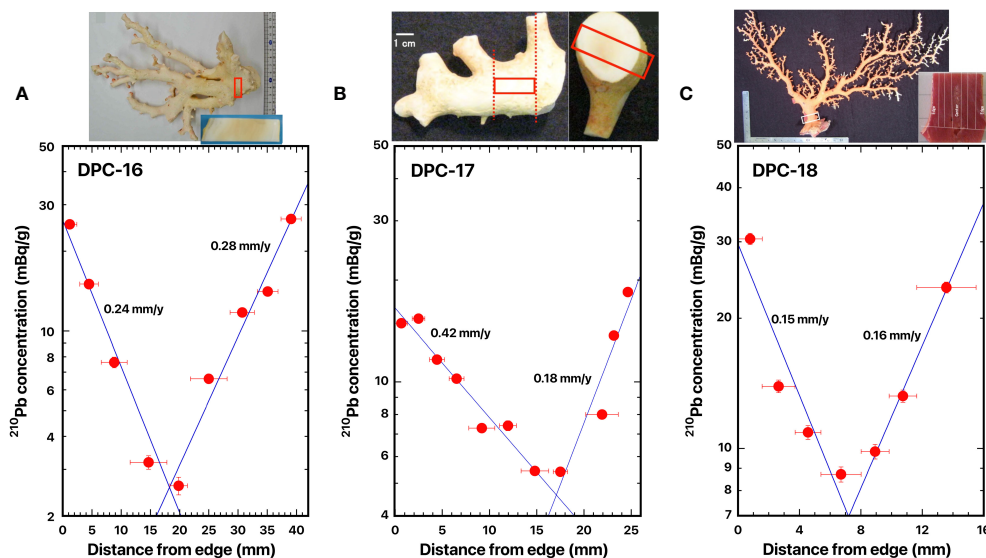 A
B
C
1 cm
Edge
Center
Edge
DPC-16
DPC-17
DPC-18
50
30
10
8
6
4
2
0.24 mm/y
0.28 mm/y
0
10
20
30
40
Distance from edge (mm)
²¹⁰Pb concentration (mBq/g)
50
30
10
8
6
4
0.42 mm/y
0.18 mm/y
0
5
10
15
20
25
Distance from edge (mm)
²¹⁰Pb concentration (mBq/g)
50
30
20
10
9
8
7
0.15 mm/y
0.16 mm/y
0
4
8
12
16
Distance from edge (mm)
²¹⁰Pb concentration (mBq/g)